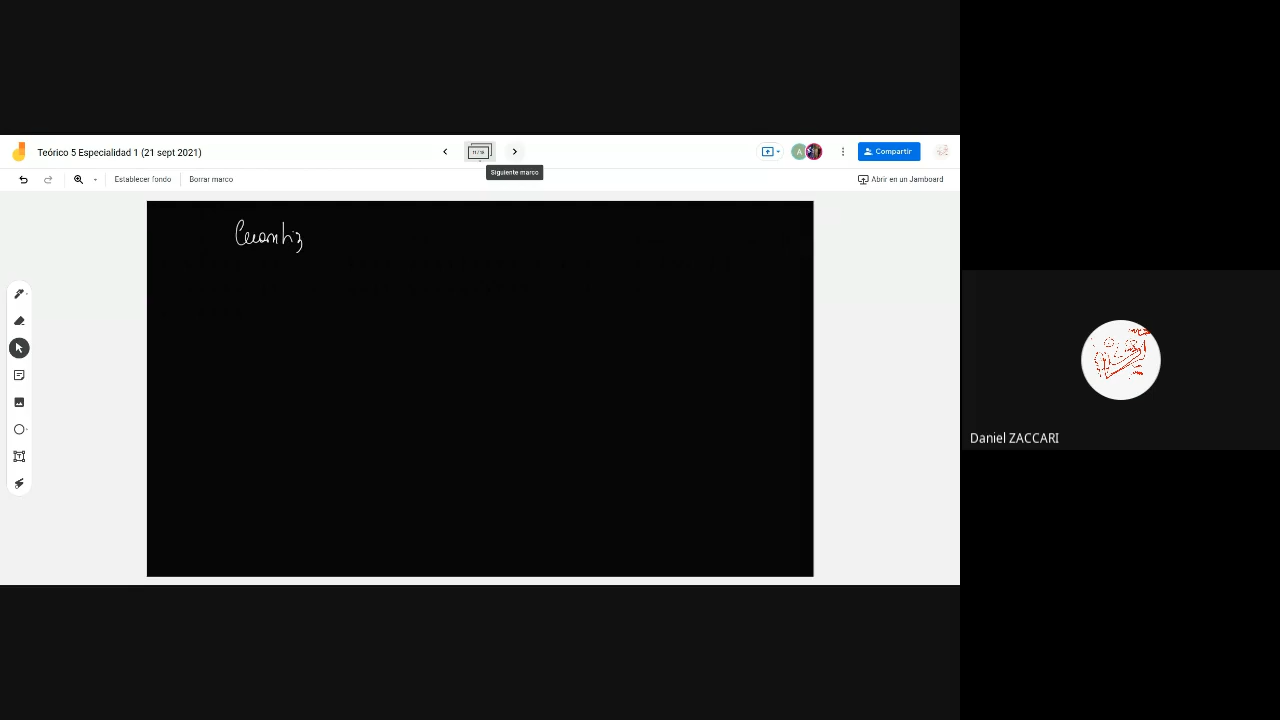 Teórico 5 Especialidad 1 (21 sept 2021)
Siguiente marco
Compartir
Establecer fondo
Borrar marco
Abrir en un Jamboard
Cuantiz
Daniel ZACCARI